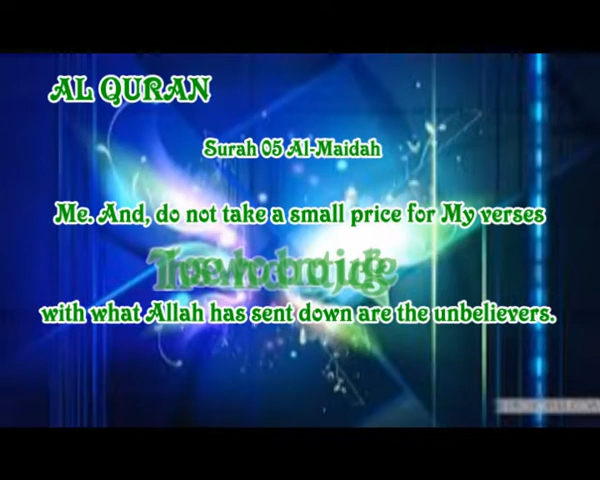 AL QURAN
Surah 05 Al-Maidah
Me. And, do not take a small price for My verses
with what Allah has sent down are the unbelievers.